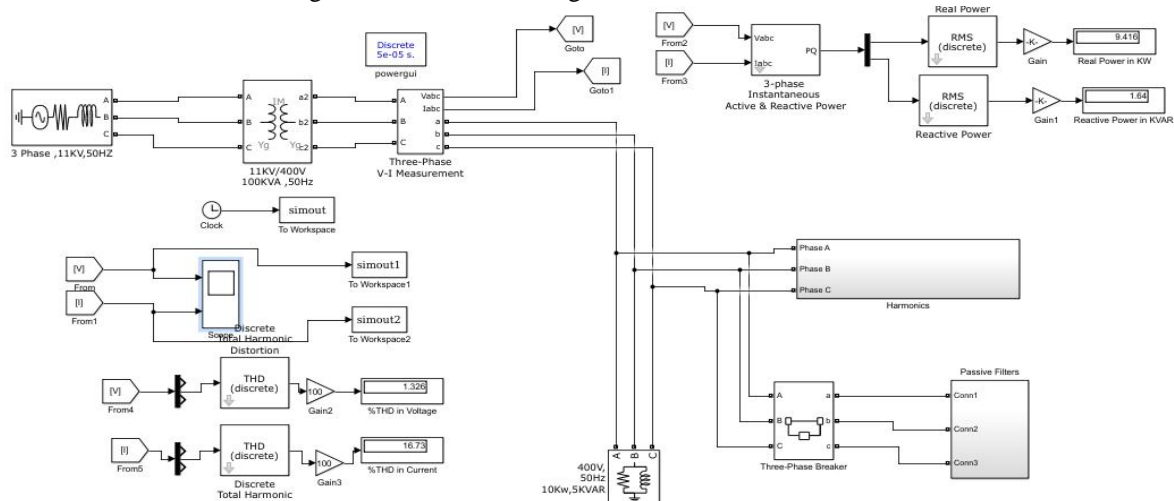 [V]
Goto
[I]
Goto1
Discrete
5e-05 s.
powergui
A
B
C
3 Phase ,11KV,50HZ
A
B
C
1M
Yg
Yg
a2
b2
c2
11KV/400V
100KVA ,50Hz
A
B
C
Vabc
Iabc
a
b
c
Three-Phase
V-I Measurement
[V]
From2
[I]
From3
Vabc
Iabc
PQ
3-phase
Instantaneous
Active & Reactive Power
Real Power
RMS
(discrete)
-K-
Gain
9.416
Real Power in KW
RMS
(discrete)
Reactive Power
-K-
Gain1
1.64
Reactive Power in KVAR
Clock
simout
To Workspace
[V]
From
[I]
From1
Scope
simout1
To Workspace1
simout2
To Workspace2
Discrete
Total Harmonic
Distortion
[V]
From4
THD
(discrete)
100
Gain2
1.326
%THD in Voltage
[I]
From5
THD
(discrete)
Discrete
Total Harmonic
100
Gain3
16.73
%THD in Current
Phase A
Phase B
Phase C
Harmonics
A
B
C
a
b
c
Three-Phase Breaker
Passive Filters
Conn1
Conn2
Conn3
A
B
C
400V,
50Hz
10Kw,5KVAR